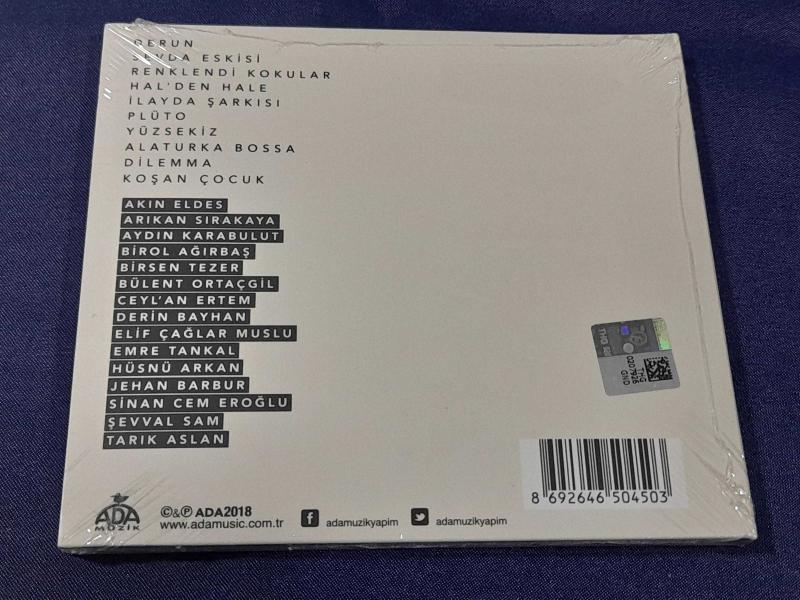 DERUN
SEVDA ESKİSİ
RENKLENDİ KOKULAR
HAL'DEN HALE
İLAYDA ŞARKISI
PLÜTO
YÜZSEKİZ
ALATURKA BOSSA
DİLEMMA
KOŞAN ÇOCUK
AKIN ELDES
ARIKAN SIRAKAYA
AYDIN KARABULUT
BİROL AĞIRBAŞ
BİRSEN TEZER
BÜLENT ORTAÇGİL
CEYL'AN ERTEM
DERİN BAYHAN
ELİF ÇAĞLAR MUSLU
EMRE TANKAL
HÜSNÜ ARKAN
JEHAN BARBUR
SİNAN CEM EROĞLU
ŞEVVAL SAM
TARIK ASLAN
THG
0207926
GND
8 692646 504503
ADA
MÜZİK
©&℗ ADA2018
www.adamusic.com.tr
f adamuzikyapim
adamuzikyapim